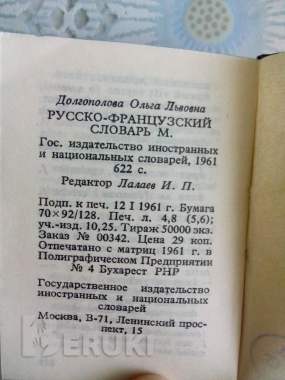 Долгополова Ольга Львовна
РУССКО-ФРАНЦУЗСКИЙ
СЛОВАРЬ М.
Гос. издательство иностранных
и национальных словарей, 1961
622 с.
Редактор Лалаев И. П.
Подп. к печ. 12 I 1961 г. Бумага
70×92/128. Печ. л. 4,8 (5,6);
уч.-изд. 10,25. Тираж 50000 экз.
Заказ № 00342. Цена 29 коп.
Отпечатано с матриц 1961 г. в
Полиграфическом Предприятии
№ 4 Бухарест РНР
Государственное издательство
иностранных и национальных
словарей
Москва, В-71, Ленинский прос-
пект, 15
BERUKI